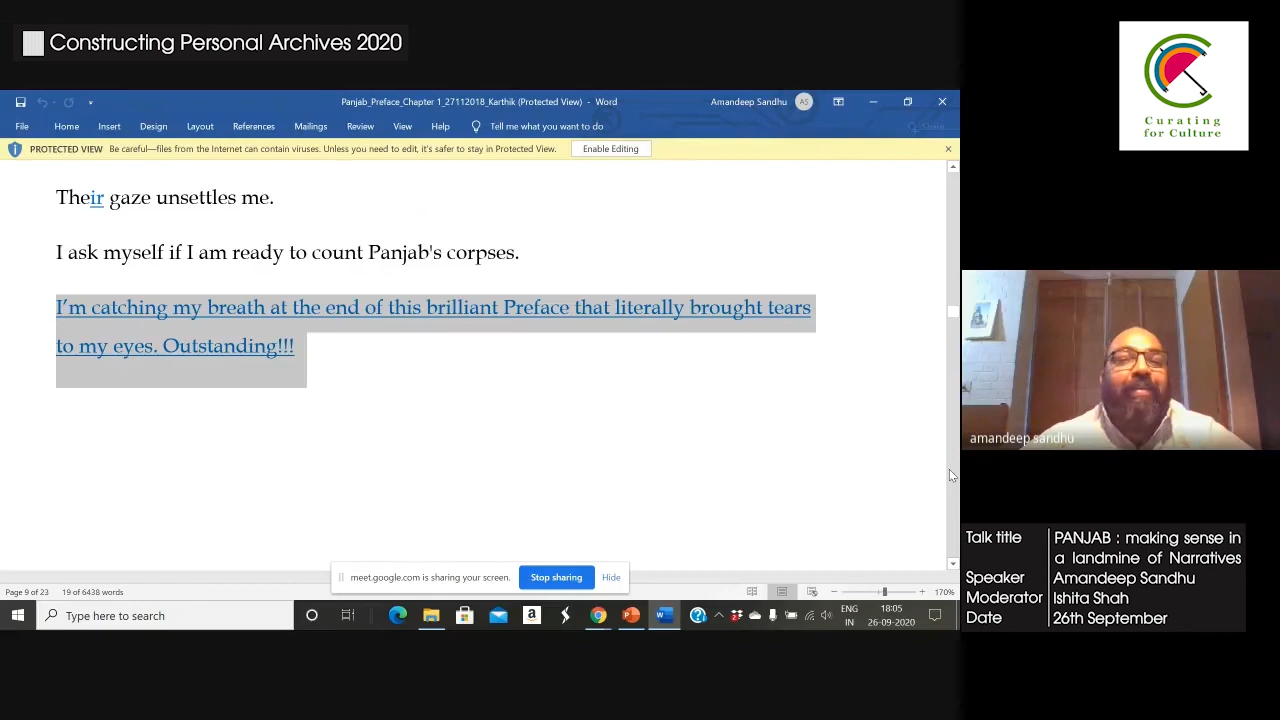 Constructing Personal Archives 2020
Curating
for Culture
Panjab_Preface_Chapter 1_27112018_Karthik (Protected View) - Word
Amandeep Sandhu
AS
File Home Insert Design Layout References Mailings Review View Help Tell me what you want to do
Share
PROTECTED VIEW Be careful—files from the Internet can contain viruses. Unless you need to edit, it's safer to stay in Protected View. Enable Editing
Their gaze unsettles me.
I ask myself if I am ready to count Panjab's corpses.
I’m catching my breath at the end of this brilliant Preface that literally brought tears
to my eyes. Outstanding!!!
amandeep sandhu
Talk title PANJAB : making sense in
a landmine of Narratives
Speaker Amandeep Sandhu
Moderator Ishita Shah
Date 26th September
meet.google.com is sharing your screen. Stop sharing Hide
Page 9 of 23 19 of 6438 words
170%
Type here to search
ENG
IN
18:05
26-09-2020